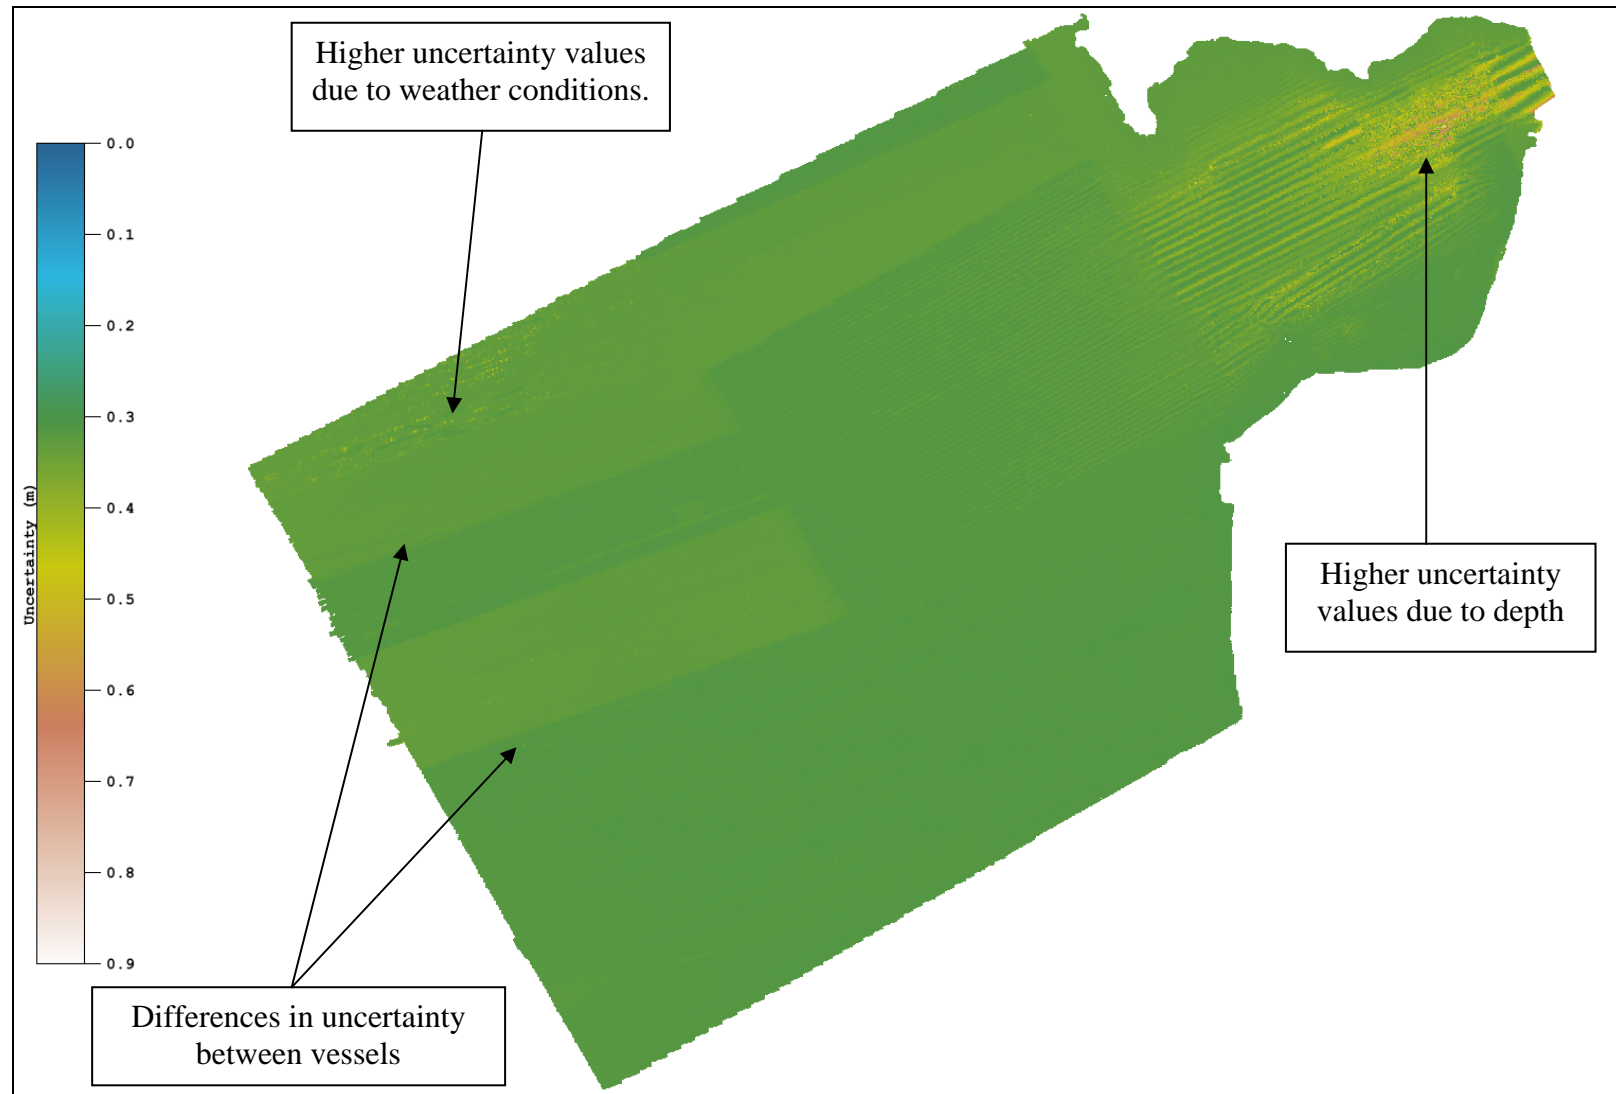 Higher uncertainty values
due to weather conditions.
0.0
0.1
0.2
0.3
0.4
0.5
0.6
0.7
0.8
0.9
Uncertainty (m)
Higher uncertainty
values due to depth
Differences in uncertainty
between vessels